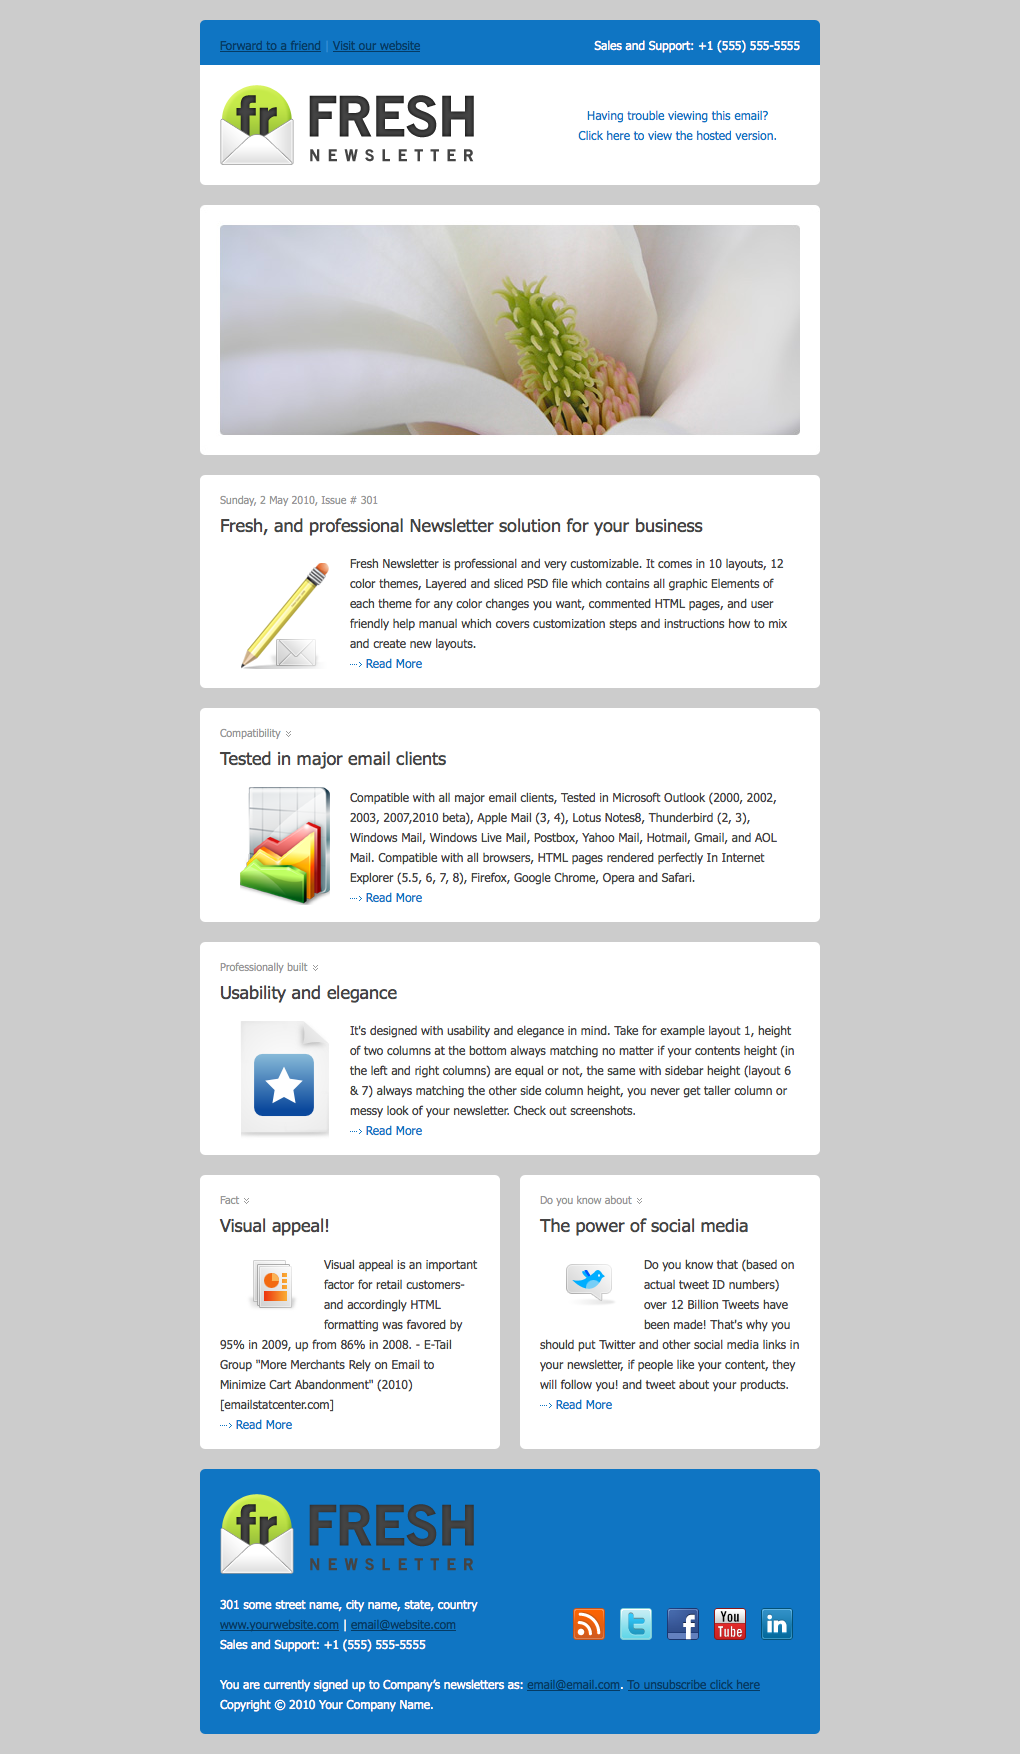 Forward to a friend | Visit our website
Sales and Support: +1 (555) 555-5555
fr FRESH
NEWSLETTER
Having trouble viewing this email?
Click here to view the hosted version.
Sunday, 2 May 2010, Issue # 301
Fresh, and professional Newsletter solution for your business
Fresh Newsletter is professional and very customizable. It comes in 10 layouts, 12
color themes, Layered and sliced PSD file which contains all graphic Elements of
each theme for any color changes you want, commented HTML pages, and user
friendly help manual which covers customization steps and instructions how to mix
and create new layouts.
Read More
Compatibility
Tested in major email clients
Compatible with all major email clients, Tested in Microsoft Outlook (2000, 2002,
2003, 2007,2010 beta), Apple Mail (3, 4), Lotus Notes8, Thunderbird (2, 3),
Windows Mail, Windows Live Mail, Postbox, Yahoo Mail, Hotmail, Gmail, and AOL
Mail. Compatible with all browsers, HTML pages rendered perfectly In Internet
Explorer (5.5, 6, 7, 8), Firefox, Google Chrome, Opera and Safari.
Read More
Professionally built
Usability and elegance
It's designed with usability and elegance in mind. Take for example layout 1, height
of two columns at the bottom always matching no matter if your contents height (in
the left and right columns) are equal or not, the same with sidebar height (layout 6
& 7) always matching the other side column height, you never get taller column or
messy look of your newsletter. Check out screenshots.
Read More
Fact
Visual appeal!
Visual appeal is an important
factor for retail customers-
and accordingly HTML
formatting was favored by
95% in 2009, up from 86% in 2008. - E-Tail
Group "More Merchants Rely on Email to
Minimize Cart Abandonment" (2010)
[emailstatcenter.com]
Read More
Do you know about
The power of social media
Do you know that (based on
actual tweet ID numbers)
over 12 Billion Tweets have
been made! That's why you
should put Twitter and other social media links in
your newsletter, if people like your content, they
will follow you! and tweet about your products.
Read More
fr FRESH
NEWSLETTER
301 some street name, city name, state, country
www.yourwebsite.com | email@website.com
Sales and Support: +1 (555) 555-5555
t f You Tube in
You are currently signed up to Company's newsletters as: email@email.com. To unsubscribe click here
Copyright © 2010 Your Company Name.